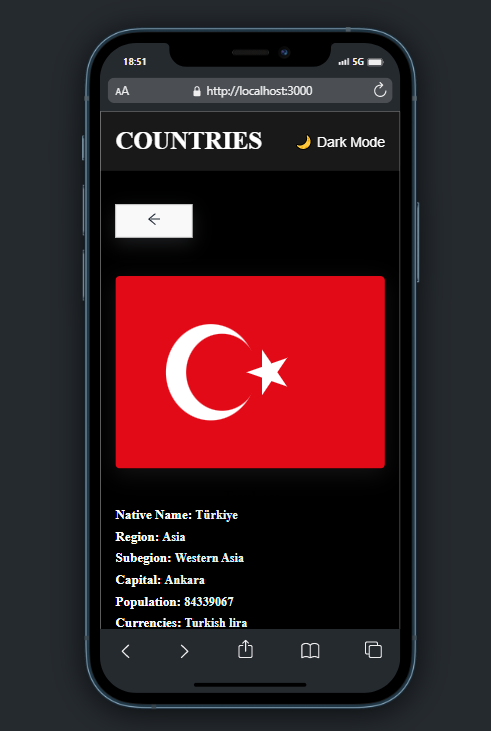 18:51 5G
AA http://localhost:3000
COUNTRIES 🌙 Dark Mode
Native Name: Türkiye
Region: Asia
Subegion: Western Asia
Capital: Ankara
Population: 84339067
Currencies: Turkish lira